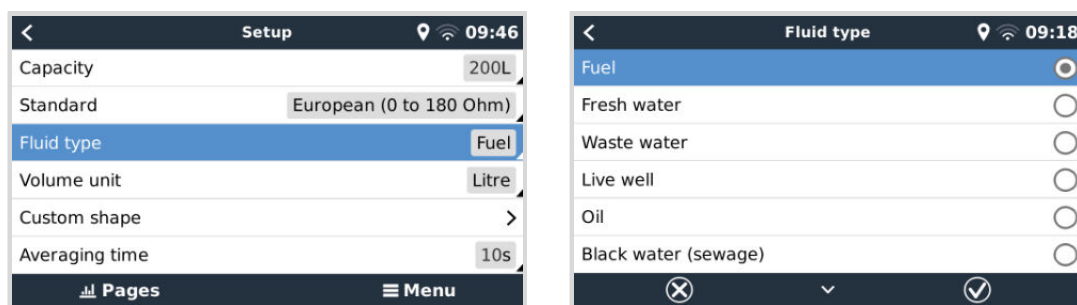 Setup 09:46
Capacity 200L
Standard European (0 to 180 Ohm)
Fluid type Fuel
Volume unit Litre
Custom shape
Averaging time 10s
Pages Menu
Fluid type 09:18
Fuel
Fresh water
Waste water
Live well
Oil
Black water (sewage)